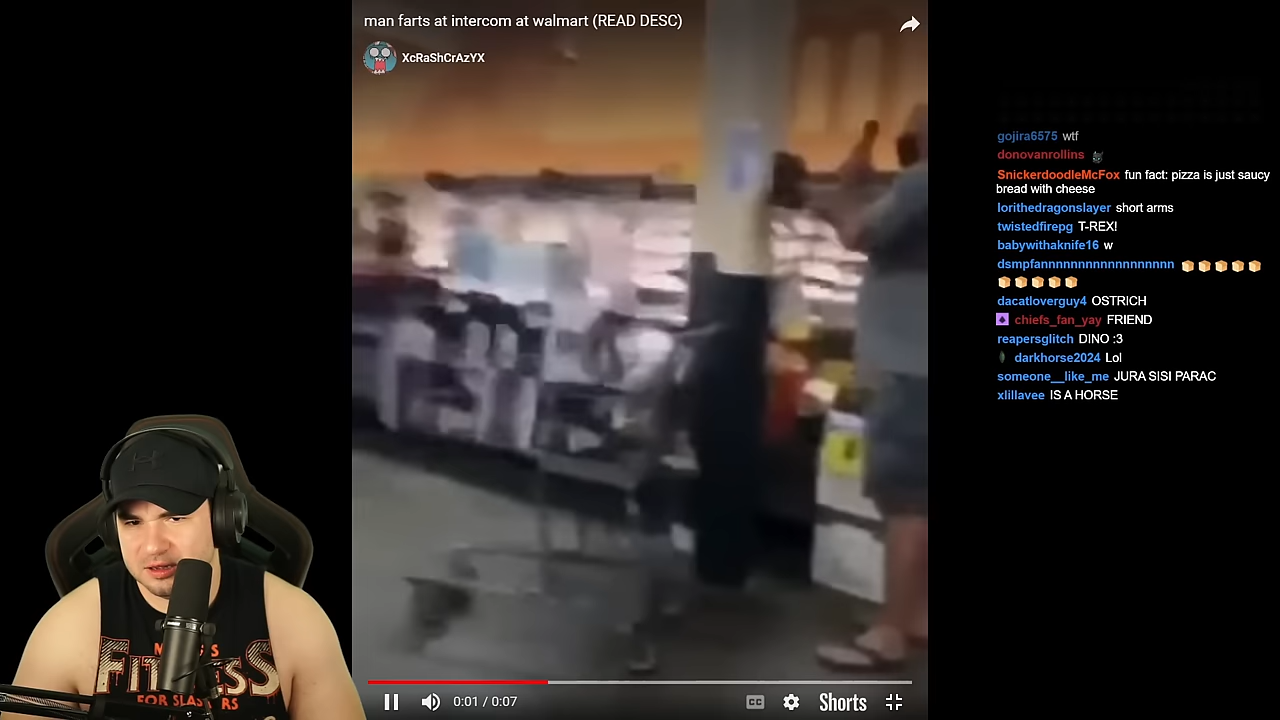 man farts at intercom at walmart (READ DESC)
XcRaShCrAzYX
gojira6575 wtf
donovanrollins
SnickerdoodleMcFox fun fact: pizza is just saucy
bread with cheese
lorithedragonslayer short arms
twistedfirepg T-REX!
babywithaknife16 w
dsmpfannnnnnnnnnnnnnnnnnn
dacatloverguy4 OSTRICH
chiefs_fan_yay FRIEND
reapersglitch DINO :3
darkhorse2024 Lol
someone__like_me JURA SISI PARAC
xlillavee IS A HORSE
FITNESS
FOR SLASHERS
0:01 / 0:07
CC
Shorts